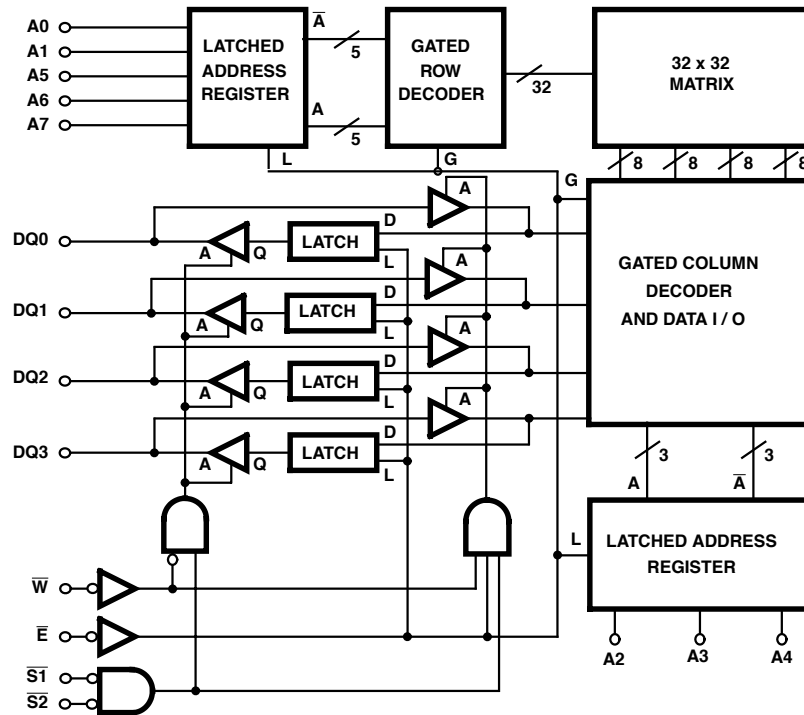 A0
A1
A5
A6
A7
LATCHED
ADDRESS
REGISTER
A̅
5
A
5
L
GATED
ROW
DECODER
G
32
32 x 32
MATRIX
8
8
8
8
G
GATED COLUMN
DECODER
AND DATA I / O
DQ0
A
Q
LATCH
D
L
A
DQ1
A
Q
LATCH
D
L
A
DQ2
A
Q
LATCH
D
L
A
DQ3
A
Q
LATCH
D
L
A
3
A
3
A̅
L
LATCHED ADDRESS
REGISTER
A2
A3
A4
W̅
E̅
S̅1̅
S̅2̅